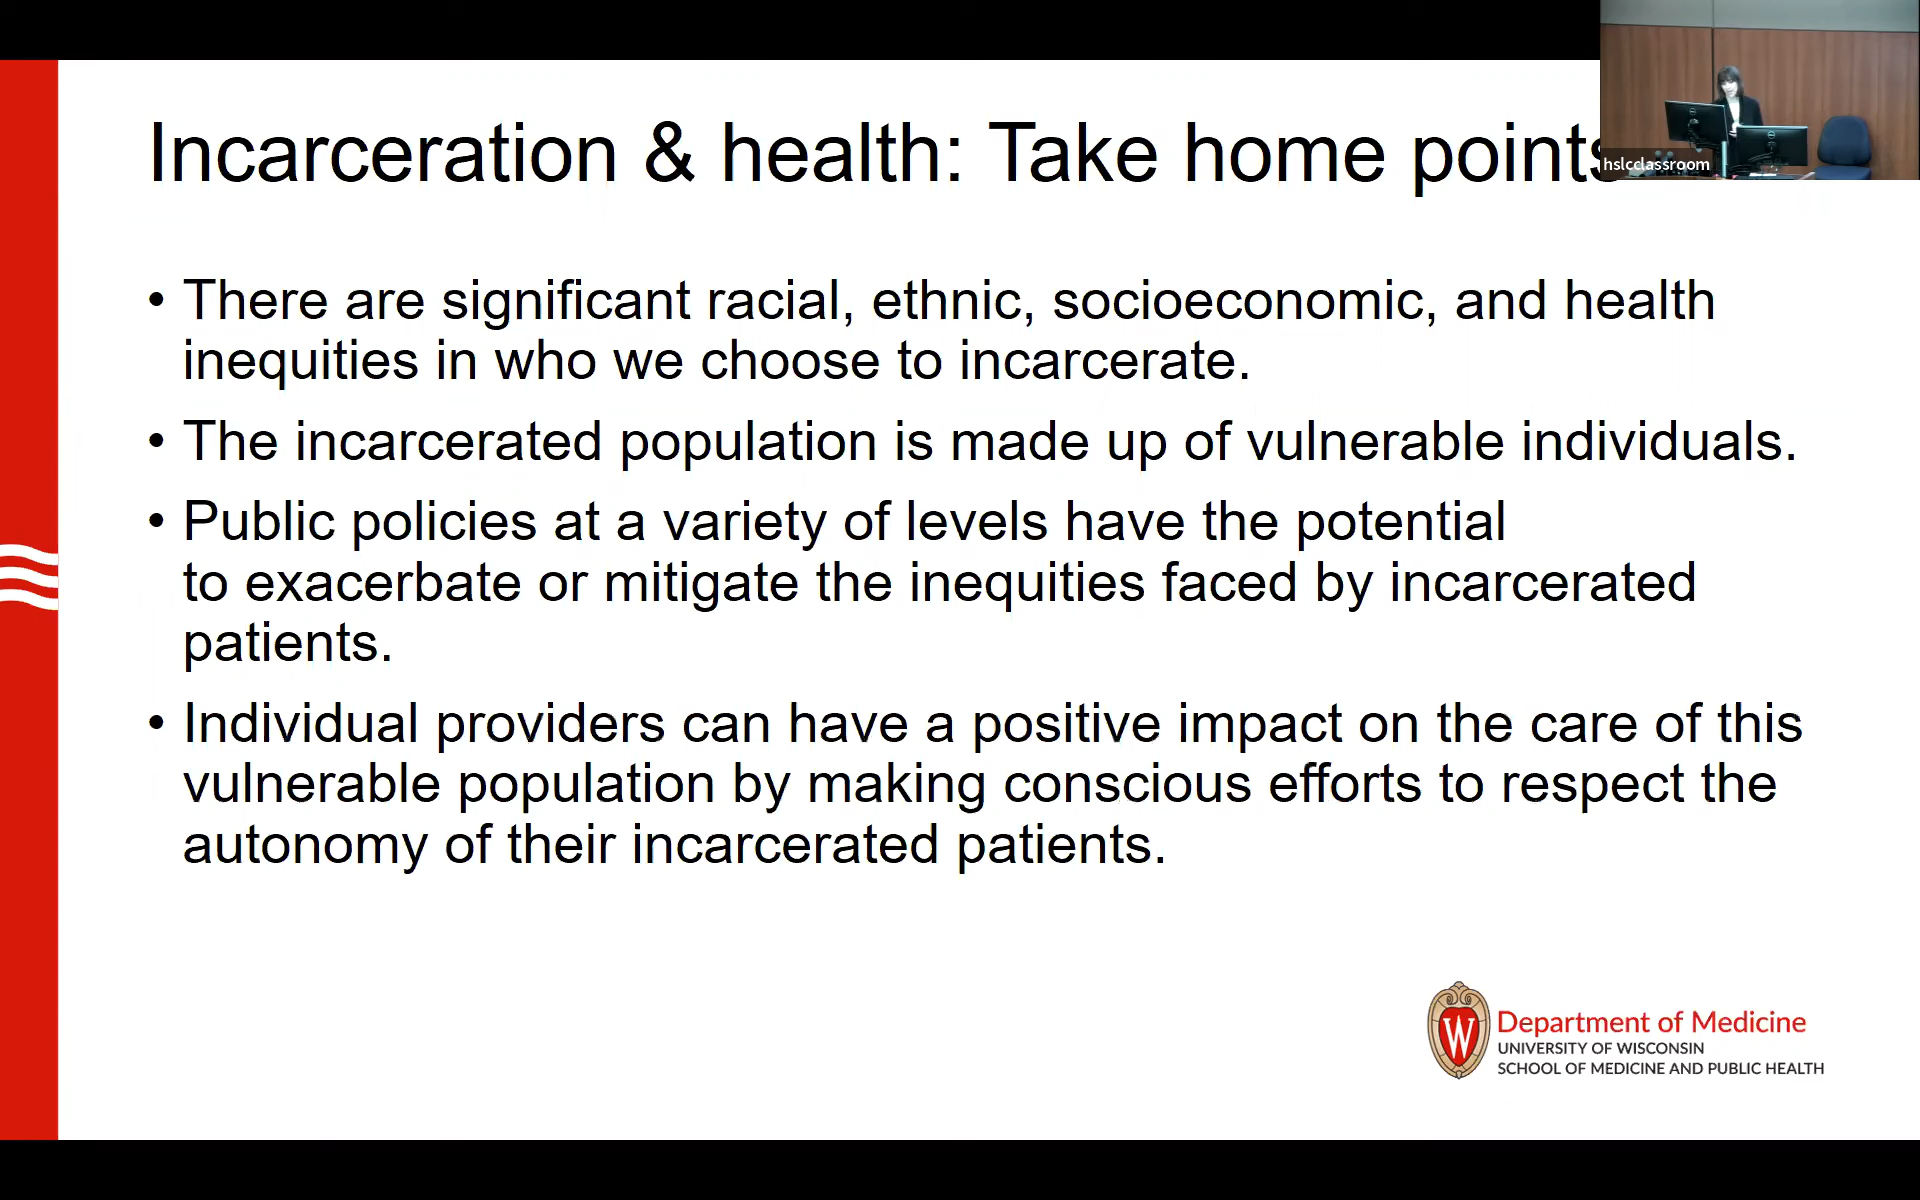 Incarceration & health: Take home points
hslcclassroom
• There are significant racial, ethnic, socioeconomic, and health
inequities in who we choose to incarcerate.
• The incarcerated population is made up of vulnerable individuals.
• Public policies at a variety of levels have the potential
to exacerbate or mitigate the inequities faced by incarcerated
patients.
• Individual providers can have a positive impact on the care of this
vulnerable population by making conscious efforts to respect the
autonomy of their incarcerated patients.
W
Department of Medicine
UNIVERSITY OF WISCONSIN
SCHOOL OF MEDICINE AND PUBLIC HEALTH